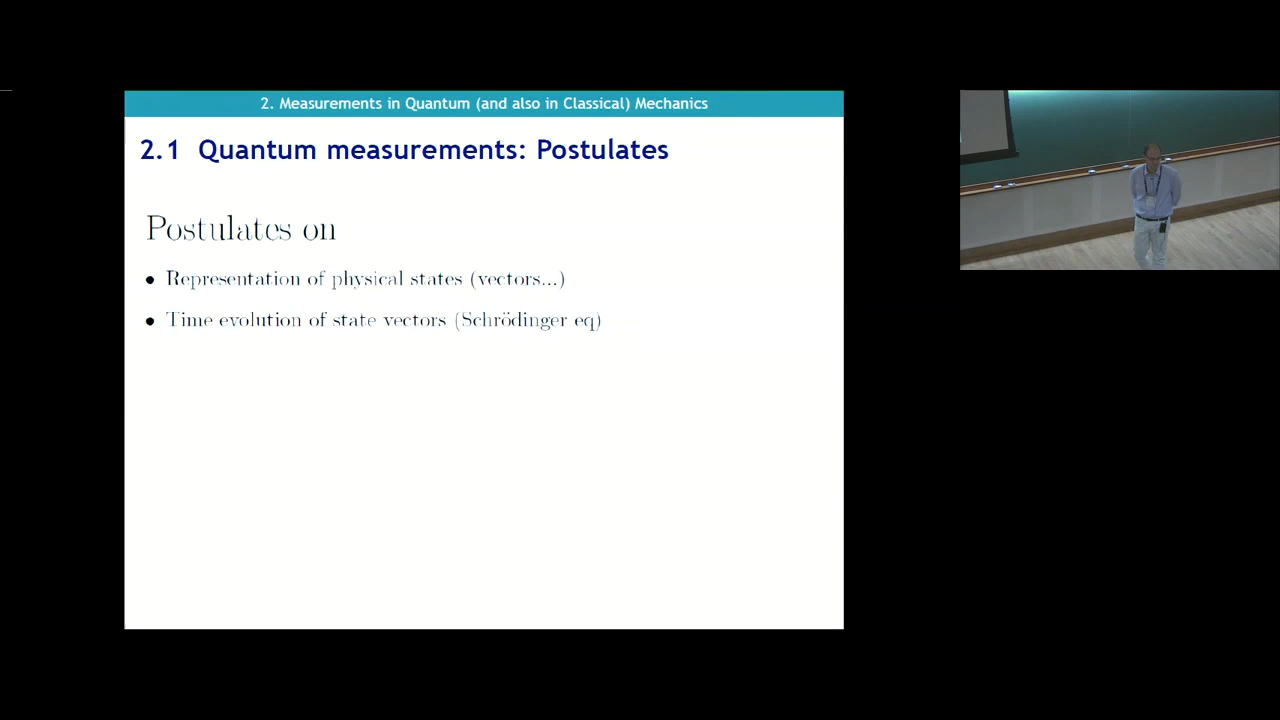 2. Measurements in Quantum (and also in Classical) Mechanics
2.1 Quantum measurements: Postulates
Postulates on
• Representation of physical states (vectors...)
• Time evolution of state vectors (Schrödinger eq)